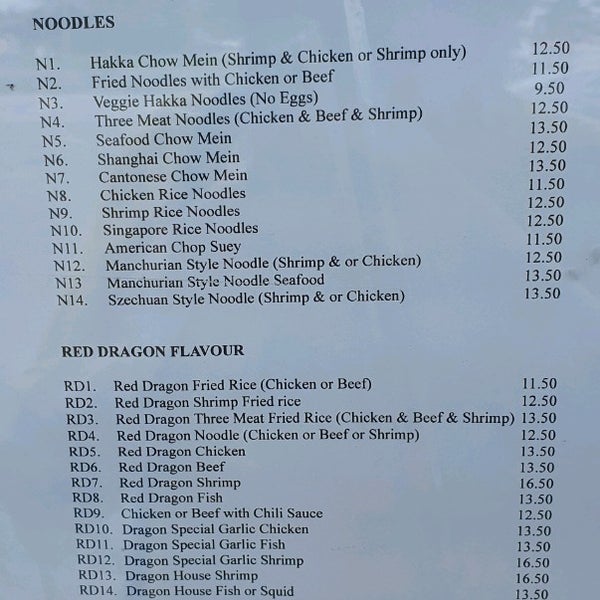 NOODLES
N1. Hakka Chow Mein (Shrimp & Chicken or Shrimp only) 12.50
N2. Fried Noodles with Chicken or Beef 11.50
N3. Veggie Hakka Noodles (No Eggs) 9.50
N4. Three Meat Noodles (Chicken & Beef & Shrimp) 12.50
N5. Seafood Chow Mein 13.50
N6. Shanghai Chow Mein 12.50
N7. Cantonese Chow Mein 13.50
N8. Chicken Rice Noodles 11.50
N9. Shrimp Rice Noodles 12.50
N10. Singapore Rice Noodles 12.50
N11. American Chop Suey 11.50
N12. Manchurian Style Noodle (Shrimp & or Chicken) 12.50
N13 Manchurian Style Noodle Seafood 13.50
N14. Szechuan Style Noodle (Shrimp & or Chicken) 13.50
RED DRAGON FLAVOUR
RD1. Red Dragon Fried Rice (Chicken or Beef) 11.50
RD2. Red Dragon Shrimp Fried rice 12.50
RD3. Red Dragon Three Meat Fried Rice (Chicken & Beef & Shrimp) 13.50
RD4. Red Dragon Noodle (Chicken or Beef or Shrimp) 12.50
RD5. Red Dragon Chicken 13.50
RD6. Red Dragon Beef 13.50
RD7. Red Dragon Shrimp 16.50
RD8. Red Dragon Fish 13.50
RD9. Chicken or Beef with Chili Sauce 12.50
RD10. Dragon Special Garlic Chicken 13.50
RD11. Dragon Special Garlic Fish 13.50
RD12. Dragon Special Garlic Shrimp 16.50
RD13. Dragon House Shrimp 16.50
RD14. Dragon House Fish or Squid 13.50